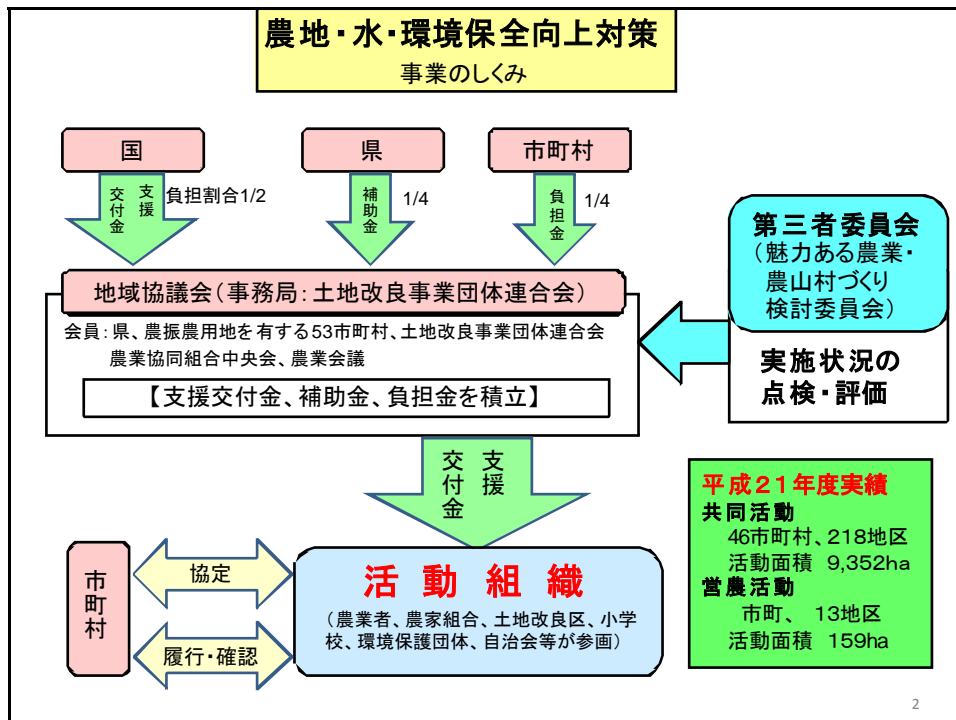 農地・水・環境保全向上対策
事業のしくみ
国
県
市町村
支援
交付金
負担割合1/2
補助金
1/4
負担金
1/4
地域協議会(事務局:土地改良事業団体連合会)
会員:県、農振農用地を有する53市町村、土地改良事業団体連合会
農業協同組合中央会、農業会議
【支援交付金、補助金、負担金を積立】
第三者委員会
(魅力ある農業・
農山村づくり
検討委員会)
実施状況の
点検・評価
支援
交付金
平成21年度実績
共同活動
46市町村、218地区
活動面積 9,352ha
営農活動
市町、 13地区
活動面積 159ha
市町村
協定
履行・確認
活動組織
(農業者、農家組合、土地改良区、小学
校、環境保護団体、自治会等が参画)
2